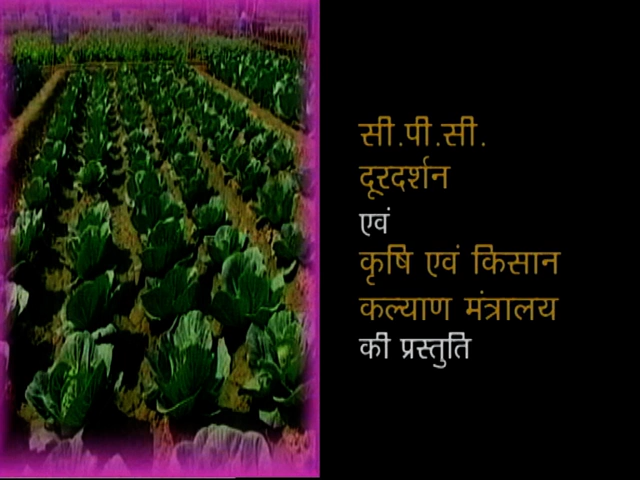 सी.पी.सी.
दूरदर्शन
एवं
कृषि एवं किसान
कल्याण मंत्रालय
की प्रस्तुति